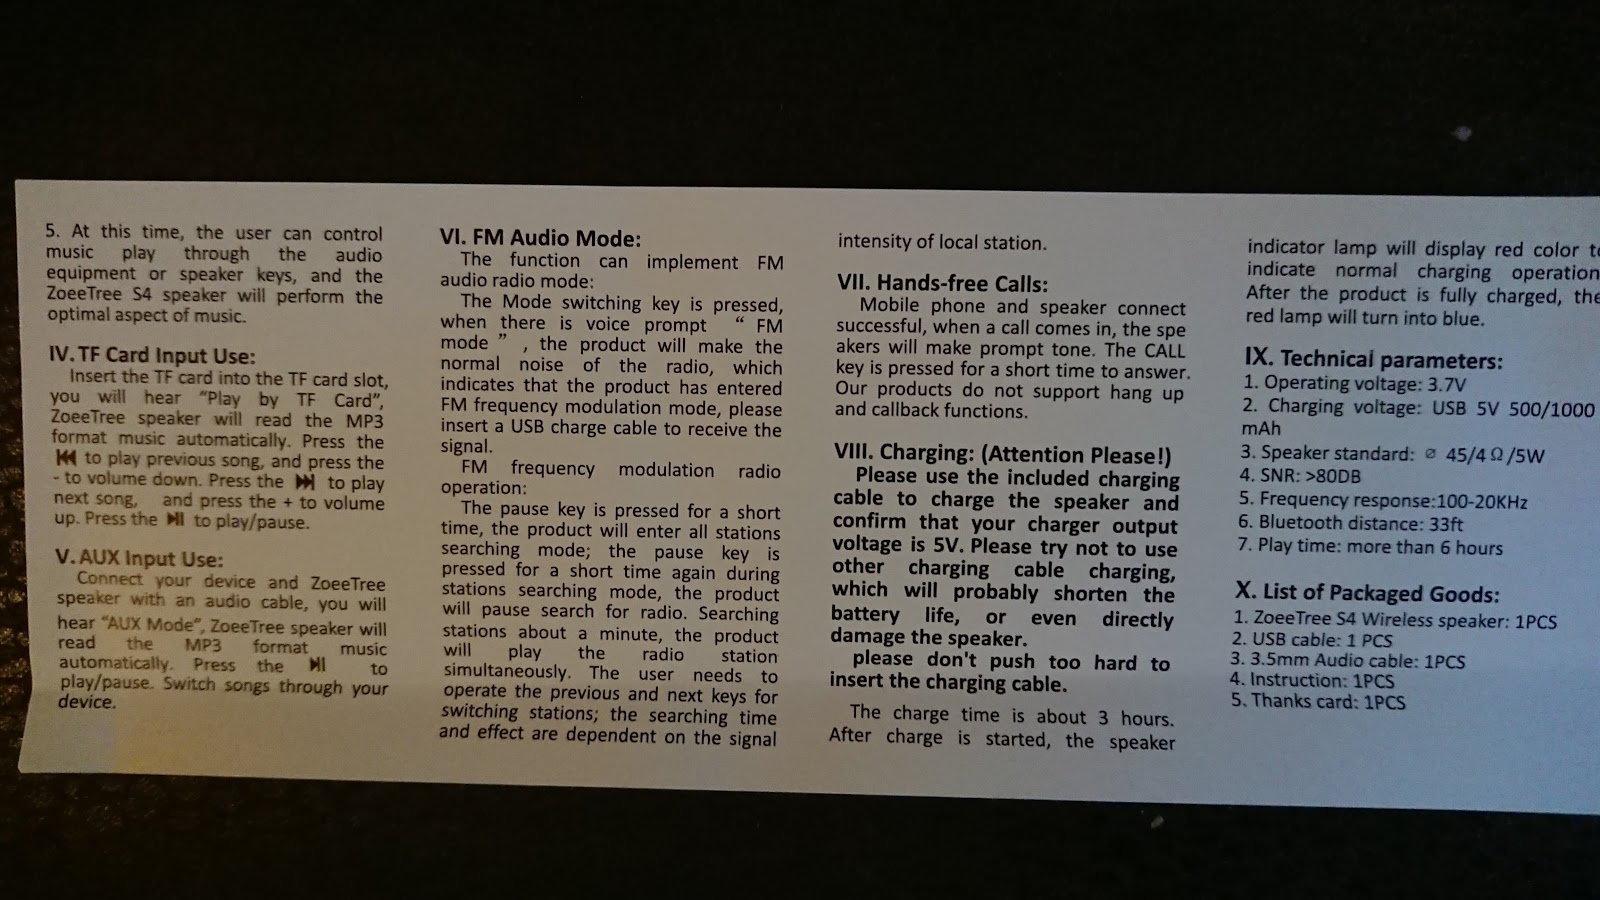 5. At this time, the user can control
music play through the audio
equipment or speaker keys, and the
ZoeeTree S4 speaker will perform the
optimal aspect of music.
IV. TF Card Input Use:
Insert the TF card into the TF card slot,
you will hear “Play by TF Card”,
ZoeeTree speaker will read the MP3
format music automatically. Press the
⏮ to play previous song, and press the
- to volume down. Press the ⏭ to play
next song, and press the + to volume
up. Press the ⏯ to play/pause.
V. AUX Input Use:
Connect your device and ZoeeTree
speaker with an audio cable, you will
hear “AUX Mode”, ZoeeTree speaker will
read the MP3 format music
automatically. Press the ⏯ to
play/pause. Switch songs through your
device.
VI. FM Audio Mode:
The function can implement FM
audio radio mode:
The Mode switching key is pressed,
when there is voice prompt “ FM
mode ” , the product will make the
normal noise of the radio, which
indicates that the product has entered
FM frequency modulation mode, please
insert a USB charge cable to receive the
signal.
FM frequency modulation radio
operation:
The pause key is pressed for a short
time, the product will enter all stations
searching mode; the pause key is
pressed for a short time again during
stations searching mode, the product
will pause search for radio. Searching
stations about a minute, the product
will play the radio station
simultaneously. The user needs to
operate the previous and next keys for
switching stations; the searching time
and effect are dependent on the signal
intensity of local station.
VII. Hands-free Calls:
Mobile phone and speaker connect
successful, when a call comes in, the spe
akers will make prompt tone. The CALL
key is pressed for a short time to answer.
Our products do not support hang up
and callback functions.
VIII. Charging: (Attention Please!)
Please use the included charging
cable to charge the speaker and
confirm that your charger output
voltage is 5V. Please try not to use
other charging cable charging,
which will probably shorten the
battery life, or even directly
damage the speaker.
please don't push too hard to
insert the charging cable.
The charge time is about 3 hours.
After charge is started, the speaker
indicator lamp will display red color to
indicate normal charging operation
After the product is fully charged, the
red lamp will turn into blue.
IX. Technical parameters:
1. Operating voltage: 3.7V
2. Charging voltage: USB 5V 500/1000
mAh
3. Speaker standard: ⌀ 45/4Ω/5W
4. SNR: >80DB
5. Frequency response:100-20KHz
6. Bluetooth distance: 33ft
7. Play time: more than 6 hours
X. List of Packaged Goods:
1. ZoeeTree S4 Wireless speaker: 1PCS
2. USB cable: 1 PCS
3. 3.5mm Audio cable: 1PCS
4. Instruction: 1PCS
5. Thanks card: 1PCS